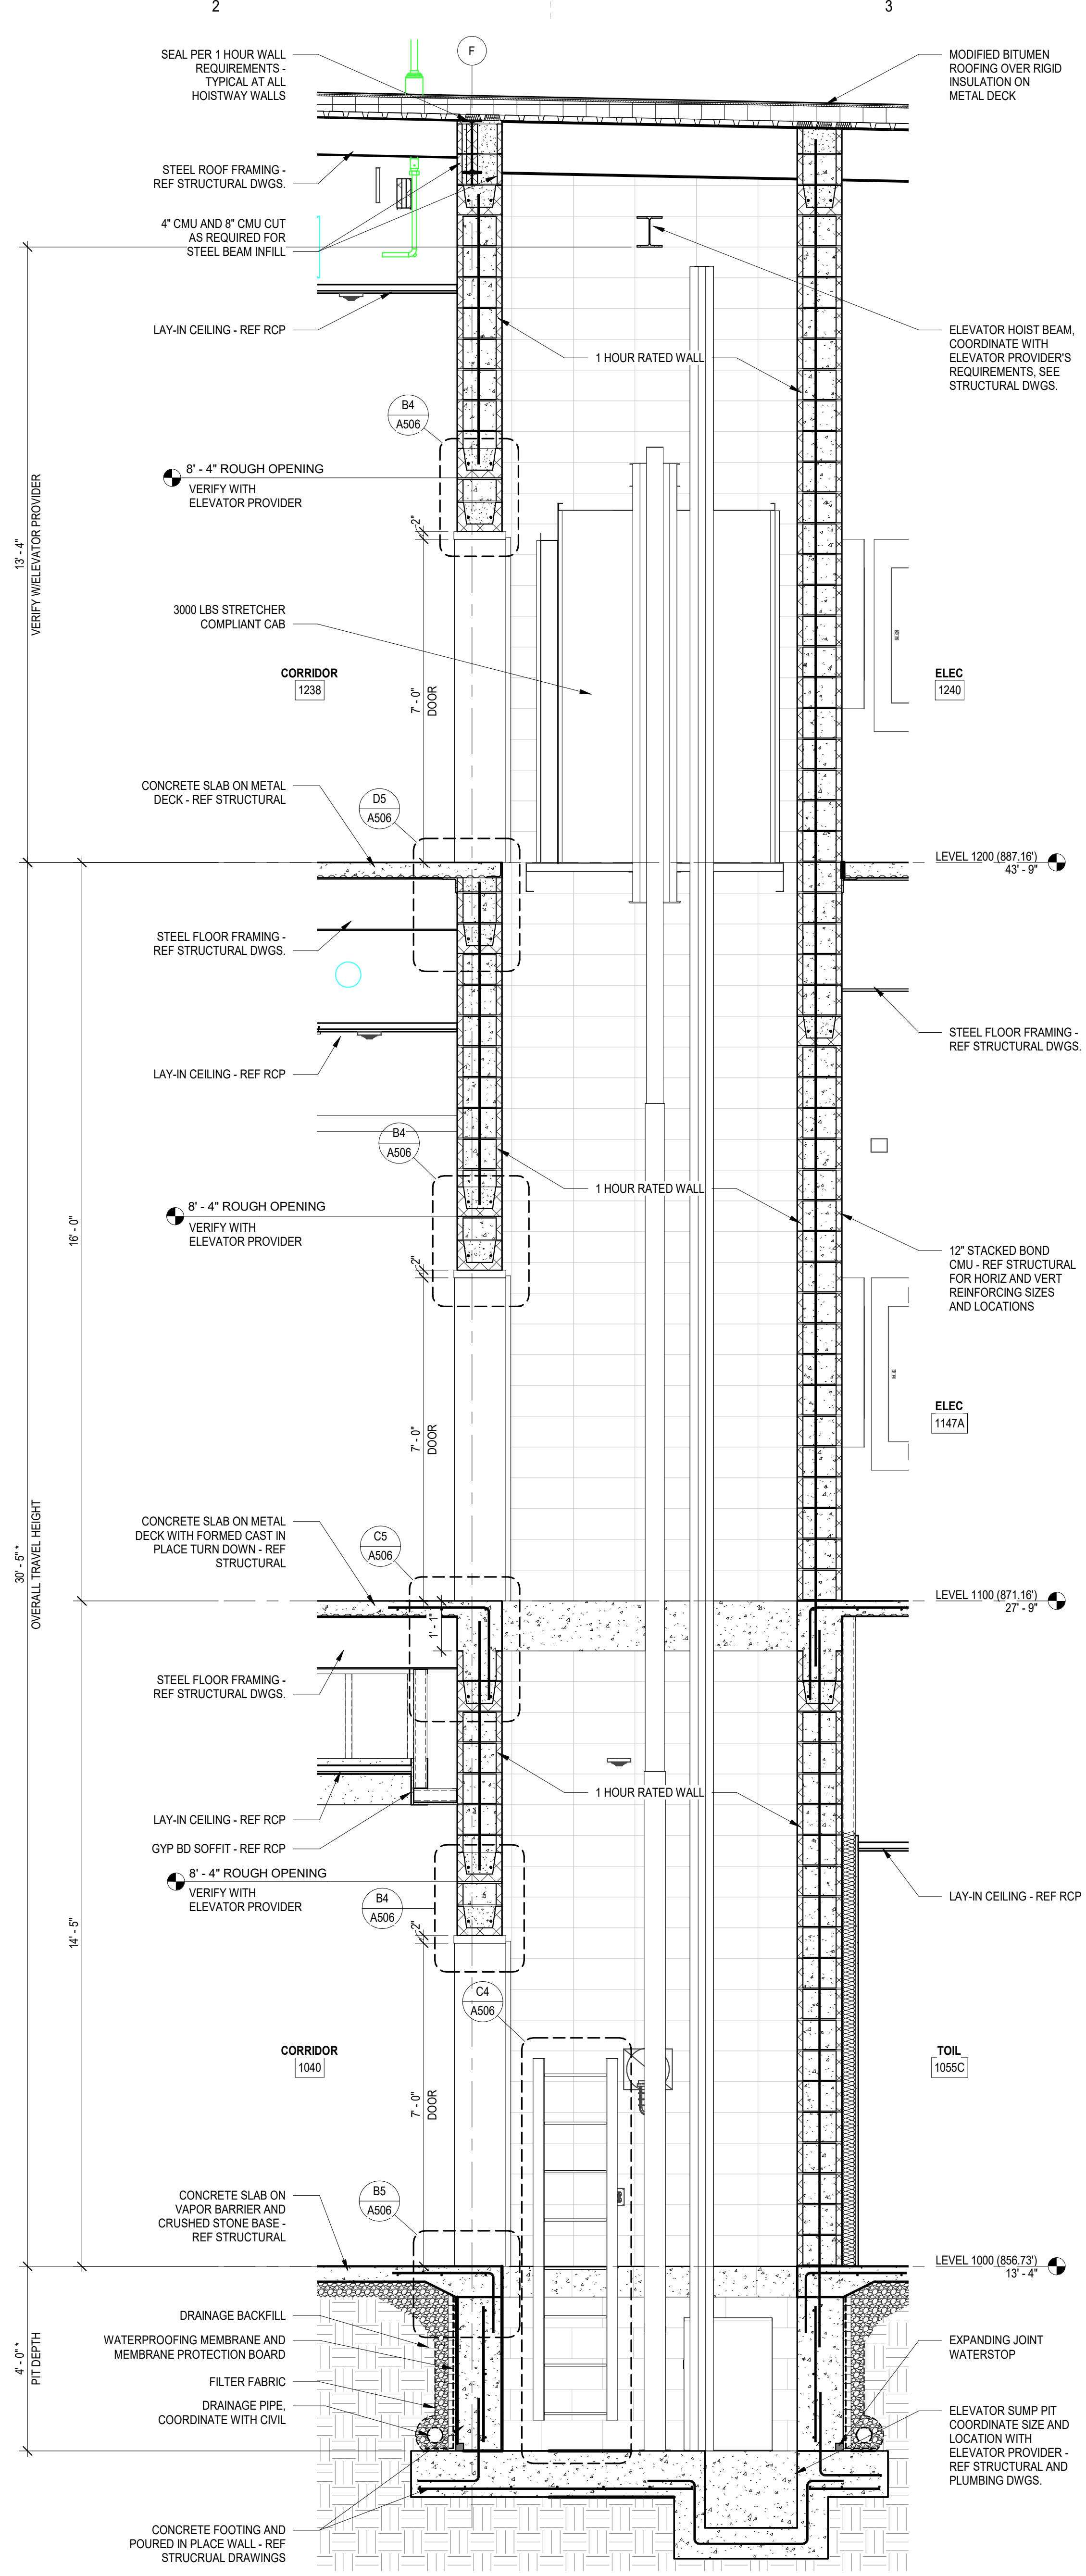 2
3
SEAL PER 1 HOUR WALL
REQUIREMENTS -
TYPICAL AT ALL
HOISTWAY WALLS
F
MODIFIED BITUMEN
ROOFING OVER RIGID
INSULATION ON
METAL DECK
STEEL ROOF FRAMING -
REF STRUCTURAL DWGS.
4" CMU AND 8" CMU CUT
AS REQUIRED FOR
STEEL BEAM INFILL
LAY-IN CEILING - REF RCP
1 HOUR RATED WALL
ELEVATOR HOIST BEAM,
COORDINATE WITH
ELEVATOR PROVIDER'S
REQUIREMENTS, SEE
STRUCTURAL DWGS.
B4
A506
8' - 4" ROUGH OPENING
VERIFY WITH
ELEVATOR PROVIDER
2"
13' - 4"
VERIFY W/ELEVATOR PROVIDER
3000 LBS STRETCHER
COMPLIANT CAB
CORRIDOR
1238
7' - 0"
DOOR
ELEC
1240
CONCRETE SLAB ON METAL
DECK - REF STRUCTURAL
D5
A506
LEVEL 1200 (887.16')
43' - 9"
STEEL FLOOR FRAMING -
REF STRUCTURAL DWGS.
STEEL FLOOR FRAMING -
REF STRUCTURAL DWGS.
LAY-IN CEILING - REF RCP
B4
A506
1 HOUR RATED WALL
8' - 4" ROUGH OPENING
VERIFY WITH
ELEVATOR PROVIDER
2"
16' - 0"
12" STACKED BOND
CMU - REF STRUCTURAL
FOR HORIZ AND VERT
REINFORCING SIZES
AND LOCATIONS
7' - 0"
DOOR
ELEC
1147A
30' - 5" *
OVERALL TRAVEL HEIGHT
CONCRETE SLAB ON METAL
DECK WITH FORMED CAST IN
PLACE TURN DOWN - REF
STRUCTURAL
C5
A506
LEVEL 1100 (871.16')
27' - 9"
1' - 1"
STEEL FLOOR FRAMING -
REF STRUCTURAL DWGS.
1 HOUR RATED WALL
LAY-IN CEILING - REF RCP
GYP BD SOFFIT - REF RCP
8' - 4" ROUGH OPENING
VERIFY WITH
ELEVATOR PROVIDER
B4
A506
LAY-IN CEILING - REF RCP
2"
14' - 5"
C4
A506
CORRIDOR
1040
7' - 0"
DOOR
TOIL
1055C
CONCRETE SLAB ON
VAPOR BARRIER AND
CRUSHED STONE BASE -
REF STRUCTURAL
B5
A506
LEVEL 1000 (856.73')
13' - 4"
4' - 0" *
PIT DEPTH
DRAINAGE BACKFILL
WATERPROOFING MEMBRANE AND
MEMBRANE PROTECTION BOARD
FILTER FABRIC
DRAINAGE PIPE,
COORDINATE WITH CIVIL
EXPANDING JOINT
WATERSTOP
ELEVATOR SUMP PIT
COORDINATE SIZE AND
LOCATION WITH
ELEVATOR PROVIDER -
REF STRUCTURAL AND
PLUMBING DWGS.
CONCRETE FOOTING AND
POURED IN PLACE WALL - REF
STRUCRUAL DRAWINGS